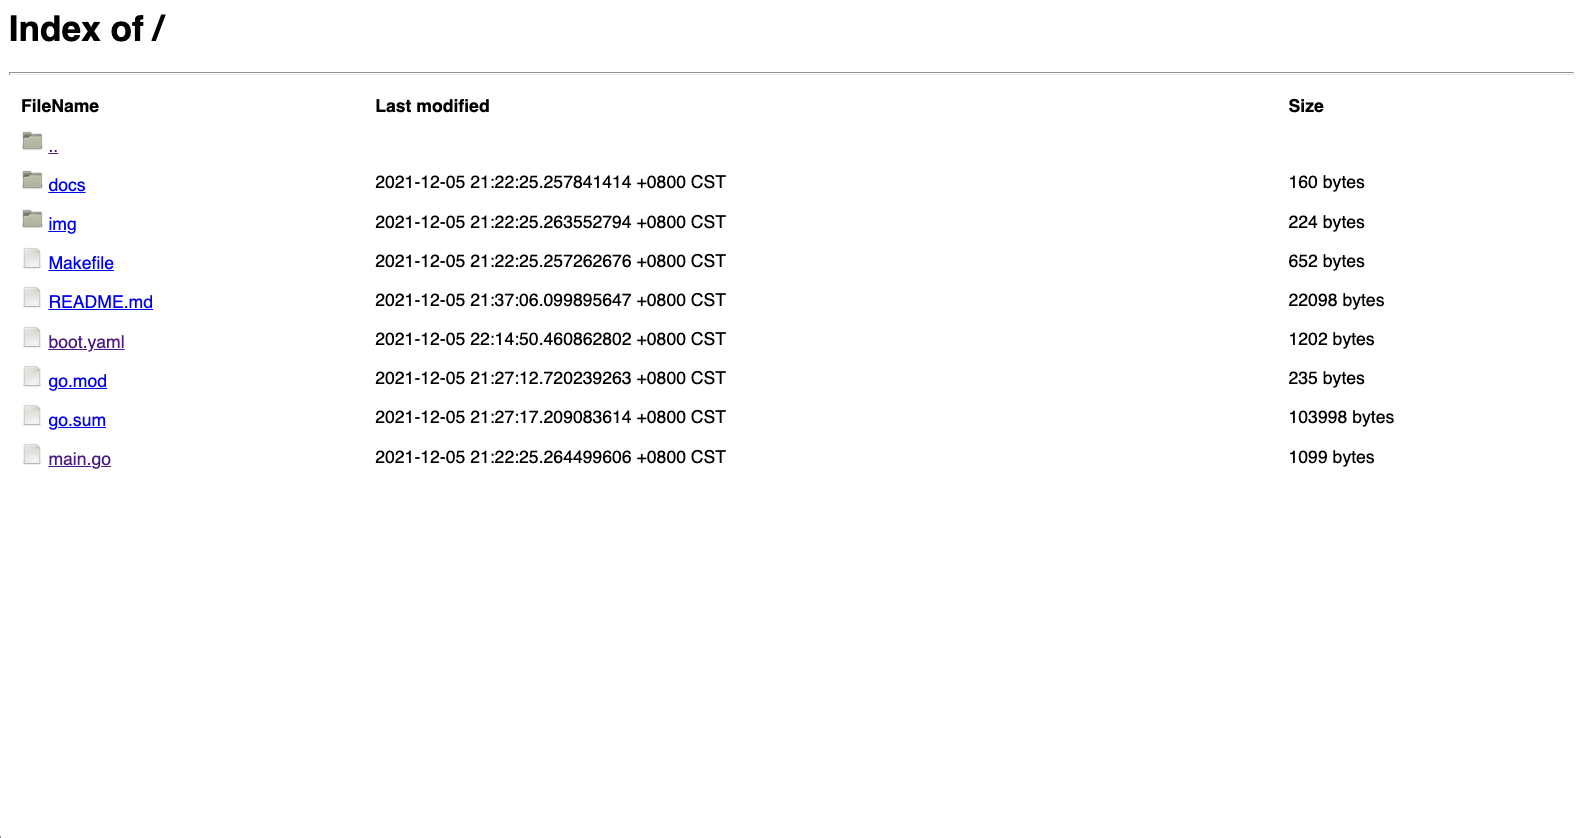 Index of /
FileName Last modified Size
..
docs 2021-12-05 21:22:25.257841414 +0800 CST 160 bytes
img 2021-12-05 21:22:25.263552794 +0800 CST 224 bytes
Makefile 2021-12-05 21:22:25.257262676 +0800 CST 652 bytes
README.md 2021-12-05 21:37:06.099895647 +0800 CST 22098 bytes
boot.yaml 2021-12-05 22:14:50.460862802 +0800 CST 1202 bytes
go.mod 2021-12-05 21:27:12.720239263 +0800 CST 235 bytes
go.sum 2021-12-05 21:27:17.209083614 +0800 CST 103998 bytes
main.go 2021-12-05 21:22:25.264499606 +0800 CST 1099 bytes